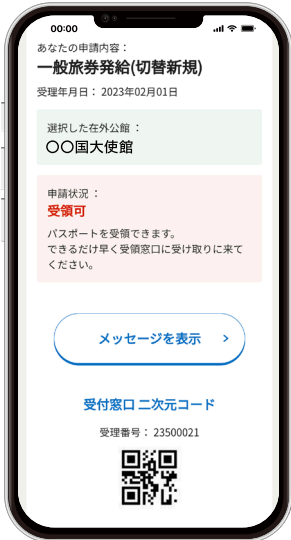 00:00
あなたの申請内容：
一般旅券発給(切替新規)
受理年月日： 2023年02月01日
選択した在外公館 ：
〇〇国大使館
申請状況 ：
受領可
パスポートを受領できます。
できるだけ早く受領窓口に受け取りに来て
ください。
メッセージを表示
受付窓口 二次元コード
受理番号： 23500021